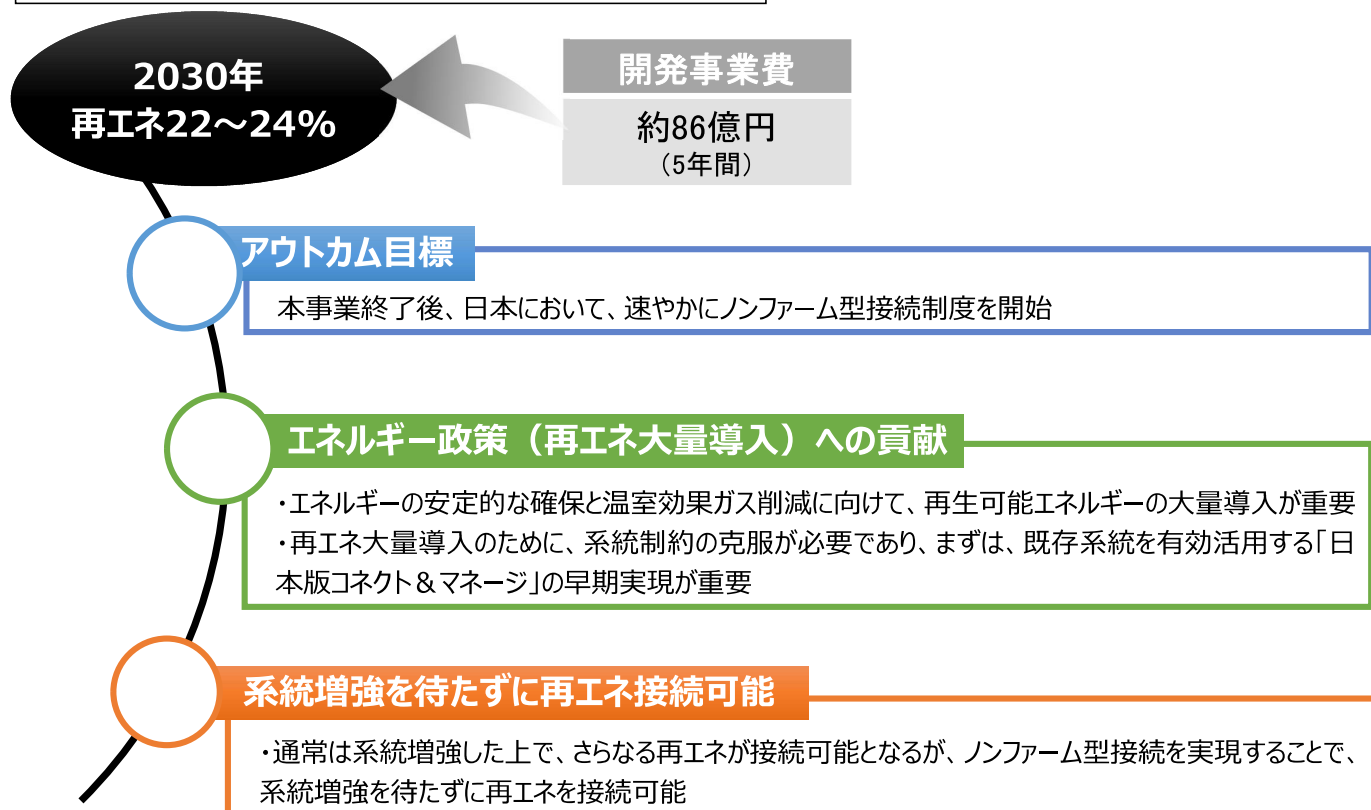 2030年
再エネ22～24%
開発事業費
約86億円
（5年間）
アウトカム目標
本事業終了後、日本において、速やかにノンファーム型接続制度を開始
エネルギー政策（再エネ大量導入）への貢献
・エネルギーの安定的な確保と温室効果ガス削減に向けて、再生可能エネルギーの大量導入が重要
・再エネ大量導入のために、系統制約の克服が必要であり、まずは、既存系統を有効活用する「日
本版コネクト＆マネージ」の早期実現が重要
系統増強を待たずに再エネ接続可能
・通常は系統増強した上で、さらなる再エネが接続可能となるが、ノンファーム型接続を実現することで、
系統増強を待たずに再エネを接続可能